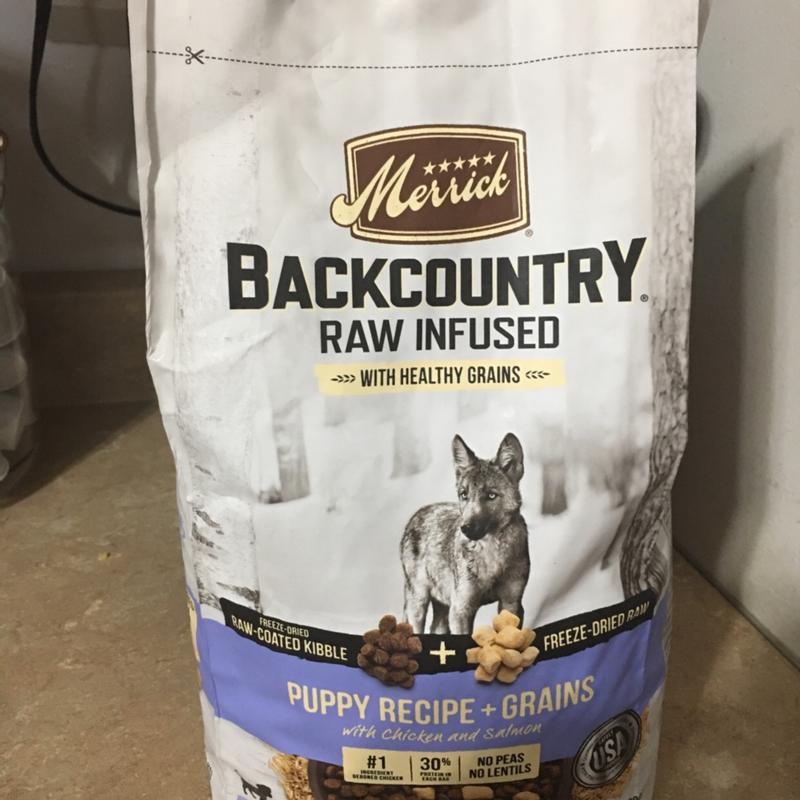 Merrick
BACKCOUNTRY®
RAW INFUSED
WITH HEALTHY GRAINS
FREEZE-DRIED
RAW-COATED KIBBLE
+
FREEZE-DRIED RAW
PUPPY RECIPE + GRAINS
with Chicken and Salmon
#1
INGREDIENT
DEBONED CHICKEN
30%
PROTEIN IN
EACH BAG
NO PEAS
NO LENTILS
USA